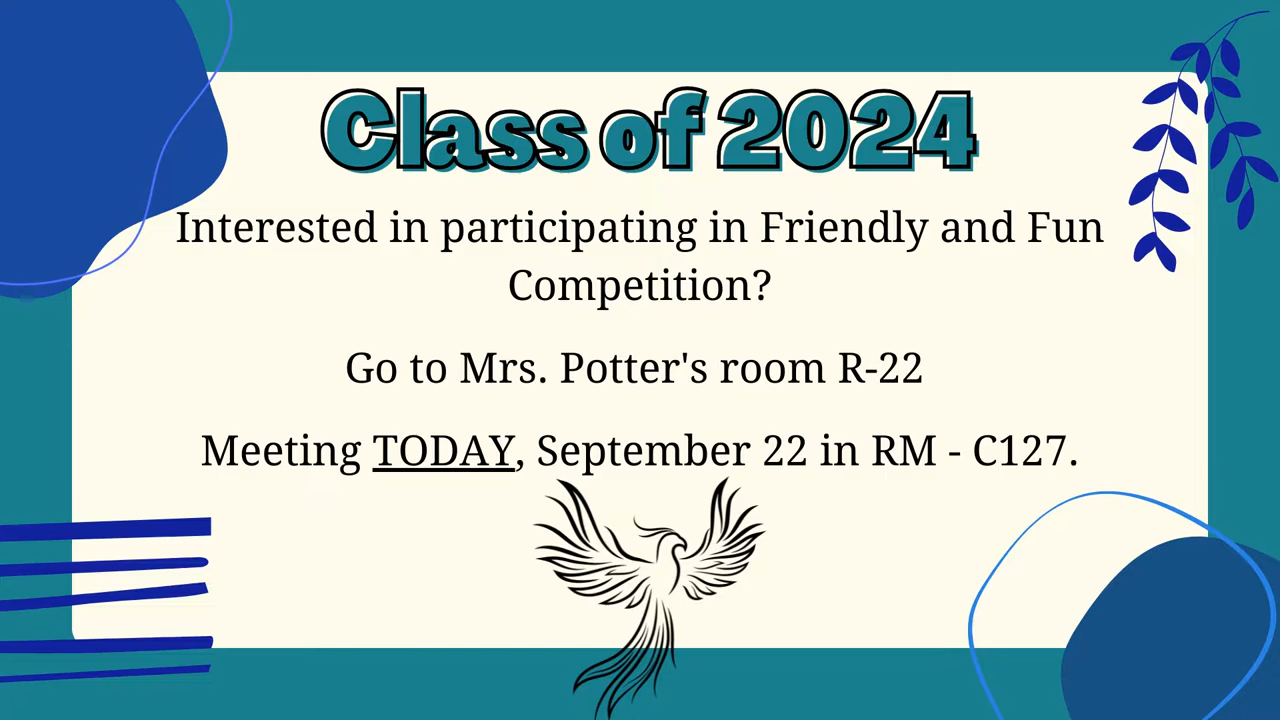 Class of 2024
Interested in participating in Friendly and Fun
Competition?
Go to Mrs. Potter's room R-22
Meeting TODAY, September 22 in RM - C127.